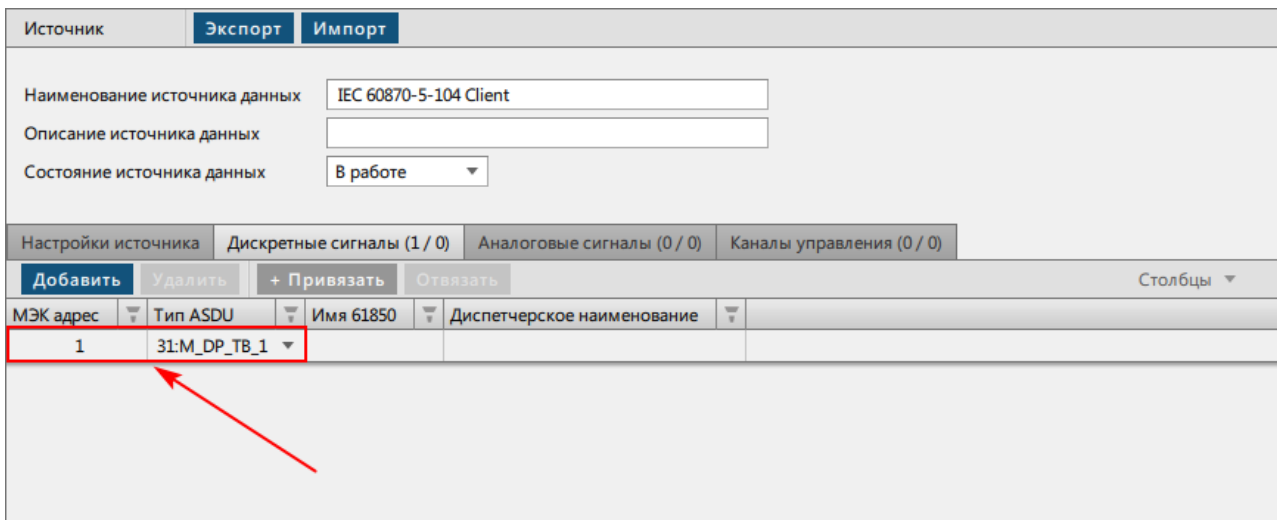 Источник Экспорт Импорт
Наименование источника данных IEC 60870-5-104 Client
Описание источника данных
Состояние источника данных В работе
Настройки источника Дискретные сигналы (1 / 0) Аналоговые сигналы (0 / 0) Каналы управления (0 / 0)
Добавить Удалить + Привязать Отвязать Столбцы
МЭК адрес Тип ASDU Имя 61850 Диспетчерское наименование
1 31:M_DP_TB_1